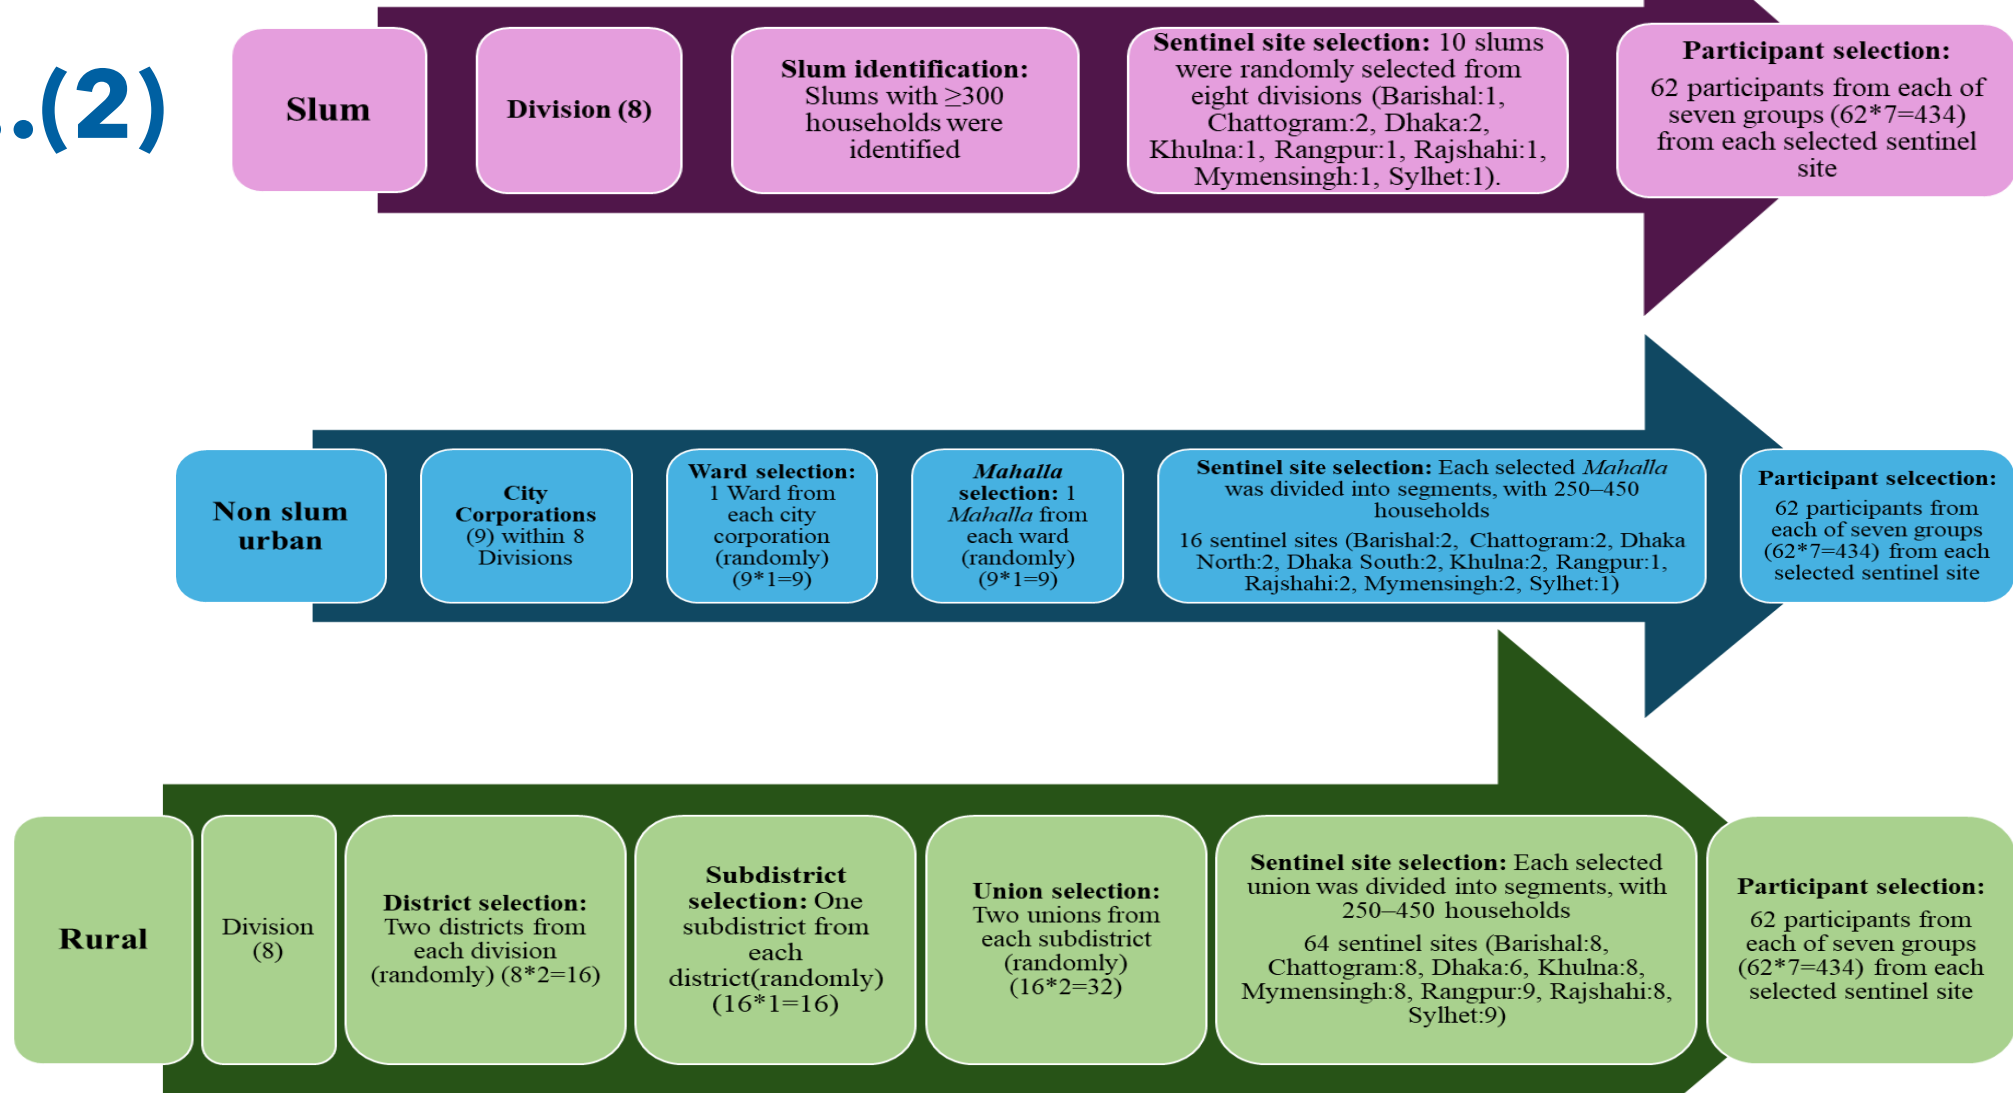 ..(2)
Slum
Division (8)
Slum identification:
Slums with ≥300
households were
identified
Sentinel site selection: 10 slums
were randomly selected from
eight divisions (Barishal:1,
Chattogram:2, Dhaka:2,
Khulna:1, Rangpur:1, Rajshahi:1,
Mymensingh:1, Sylhet:1).
Participant selection:
62 participants from each of
seven groups (62*7=434)
from each selected sentinel
site
Non slum
urban
City
Corporations
(9) within 8
Divisions
Ward selection:
1 Ward from
each city
corporation
(randomly)
(9*1=9)
Mahalla
selection: 1
Mahalla from
each ward
(randomly)
(9*1=9)
Sentinel site selection: Each selected Mahalla
was divided into segments, with 250–450
households
16 sentinel sites (Barishal:2, Chattogram:2, Dhaka
North:2, Dhaka South:2, Khulna:2, Rangpur:1,
Rajshahi:2, Mymensingh:2, Sylhet:1)
Participant selcection:
62 participants from
each of seven groups
(62*7=434) from each
selected sentinel site
Rural
Division
(8)
District selection:
Two districts from
each division
(randomly) (8*2=16)
Subdistrict
selection: One
subdistrict from
each
district(randomly)
(16*1=16)
Union selection:
Two unions from
each subdistrict
(randomly)
(16*2=32)
Sentinel site selection: Each selected
union was divided into segments, with
250–450 households
64 sentinel sites (Barishal:8,
Chattogram:8, Dhaka:6, Khulna:8,
Mymensingh:8, Rangpur:9, Rajshahi:8,
Sylhet:9)
Participant selection:
62 participants from
each of seven groups
(62*7=434) from each
selected sentinel site